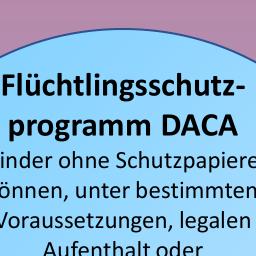 Flüchtlingsschutz-
programm DACA
inder ohne Schutzpapiere
önnen, unter bestimmten
Voraussetzungen, legalen
Aufenthalt oder